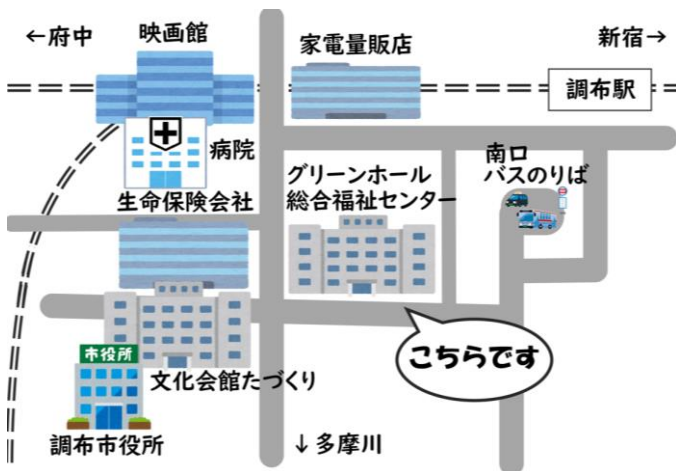 ←府中
映画館
家電量販店
新宿→
調布駅
病院
グリーンホール
総合福祉センター
南口
バスのりば
生命保険会社
こちらです
市役所
文化会館たづくり
調布市役所
↓多摩川